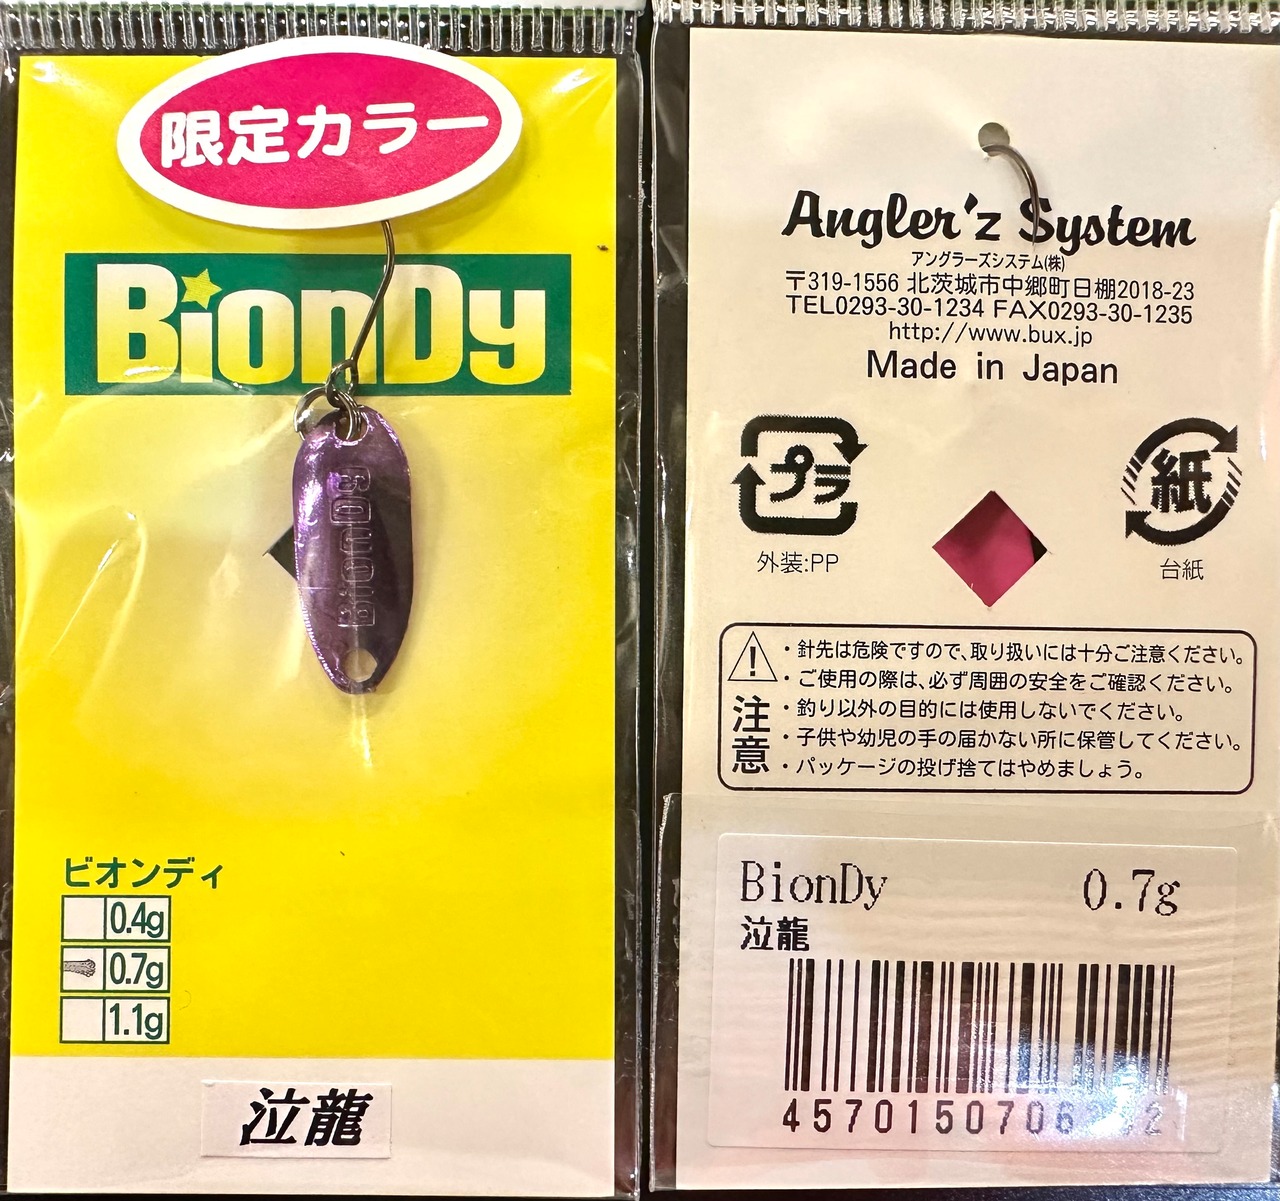 限定カラー
BionDy
BionDy
ビオンディ
0.4g
0.7g
1.1g
泣龍
Angler'z System
アングラーズシステム(株)
〒319-1556 北茨城市中郷町日棚2018-23
TEL0293-30-1234 FAX0293-30-1235
http://www.bux.jp
Made in Japan
プラ
外装:PP
紙
台紙
注意
・針先は危険ですので、取り扱いには十分ご注意ください。
・ご使用の際は、必ず周囲の安全をご確認ください。
・釣り以外の目的には使用しないでください。
・子供や幼児の手の届かない所に保管してください。
・パッケージの投げ捨てはやめましょう。
BionDy 0.7g
泣龍